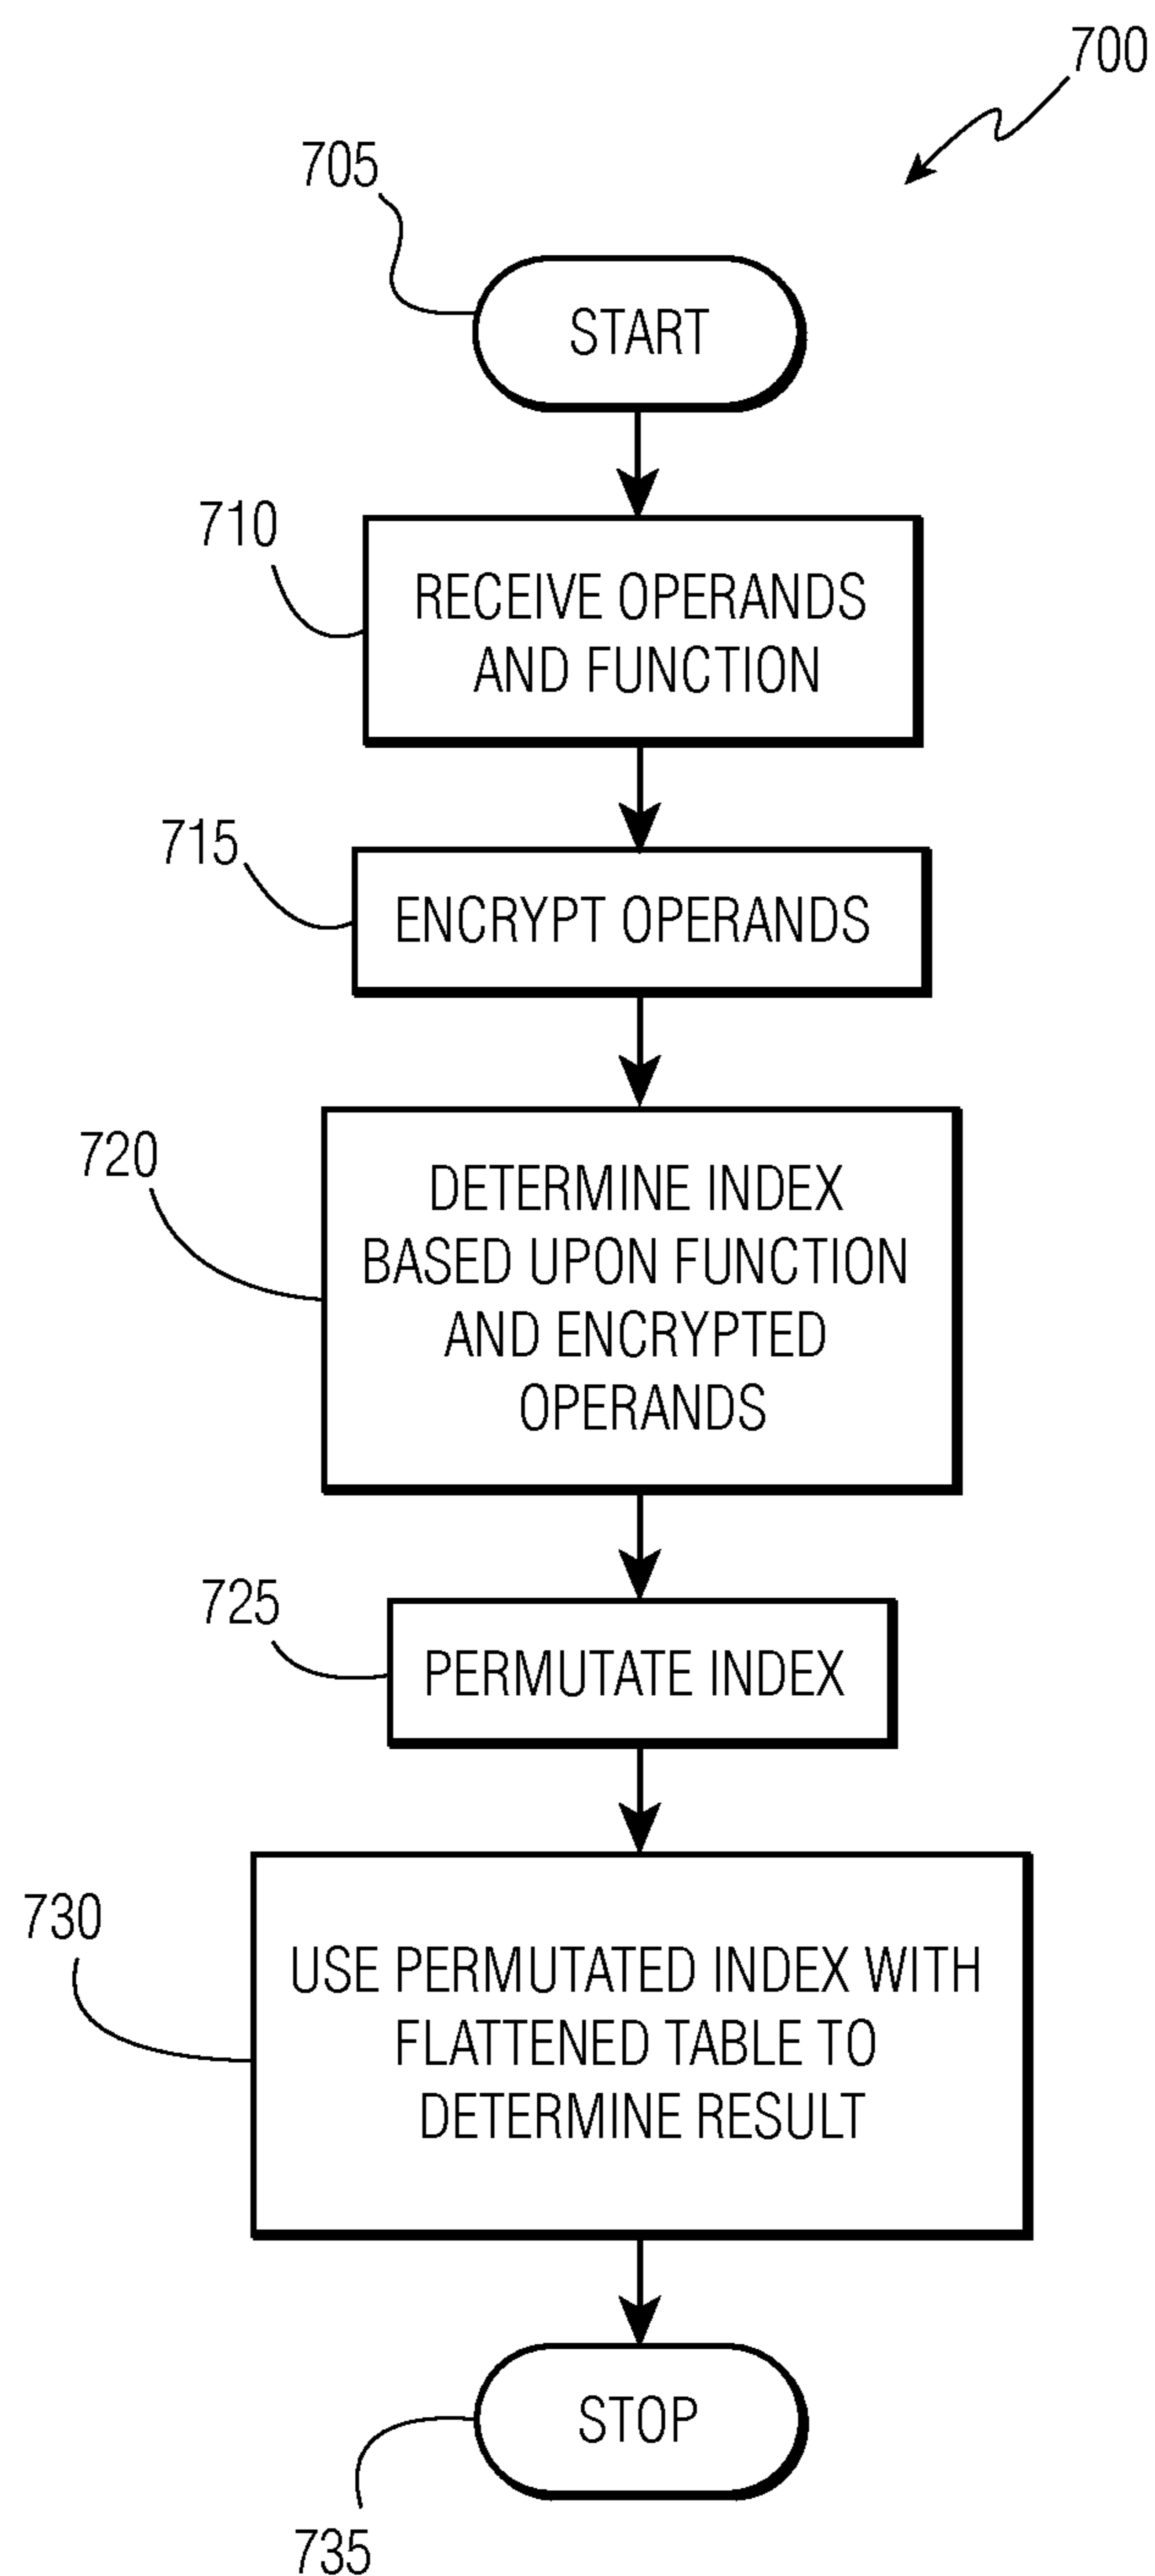 700
705
START
710
RECEIVE OPERANDS
AND FUNCTION
715
ENCRYPT OPERANDS
720
DETERMINE INDEX
BASED UPON FUNCTION
AND ENCRYPTED
OPERANDS
725
PERMUTATE INDEX
730
USE PERMUTATED INDEX WITH
FLATTENED TABLE TO
DETERMINE RESULT
STOP
735